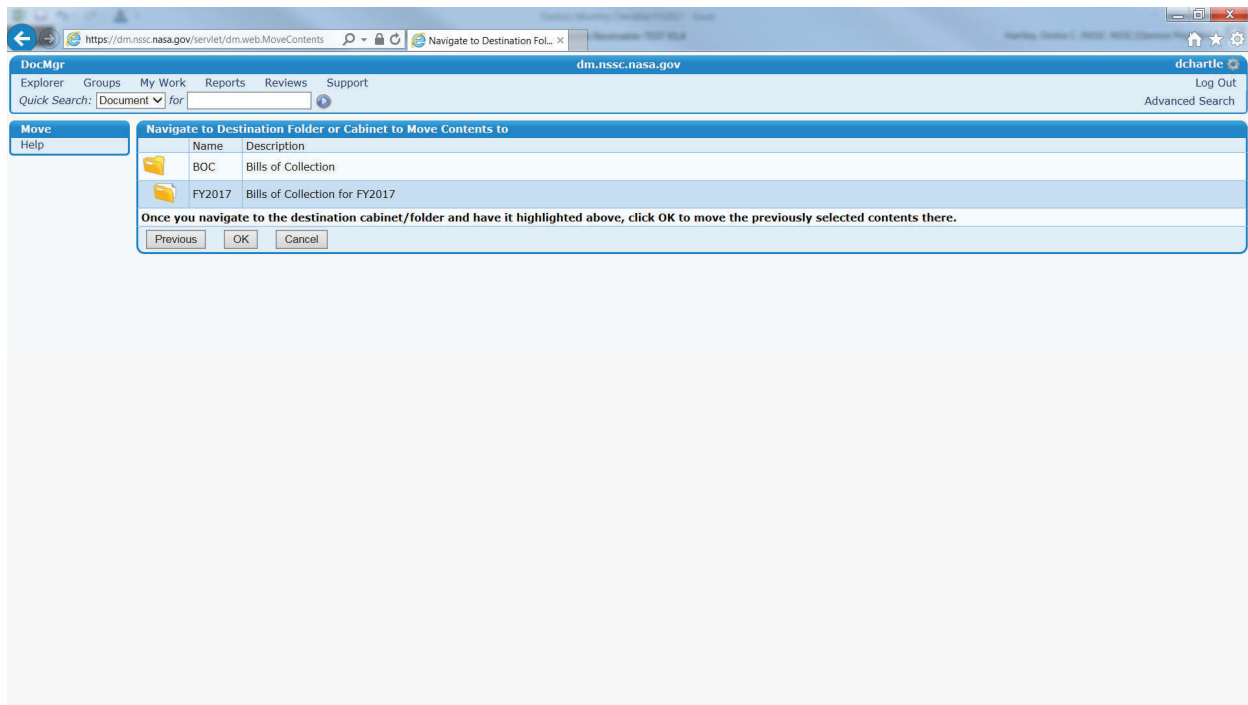 https://dm.nssc.nasa.gov/servlet/dm.web.MoveContents
Navigate to Destination Fol...
DocMgr dm.nssc.nasa.gov dchartle
Explorer Groups My Work Reports Reviews Support Log Out
Quick Search: Document for Advanced Search
Move
Help
Navigate to Destination Folder or Cabinet to Move Contents to
Name Description
BOC Bills of Collection
FY2017 Bills of Collection for FY2017
Once you navigate to the destination cabinet/folder and have it highlighted above, click OK to move the previously selected contents there.
Previous OK Cancel